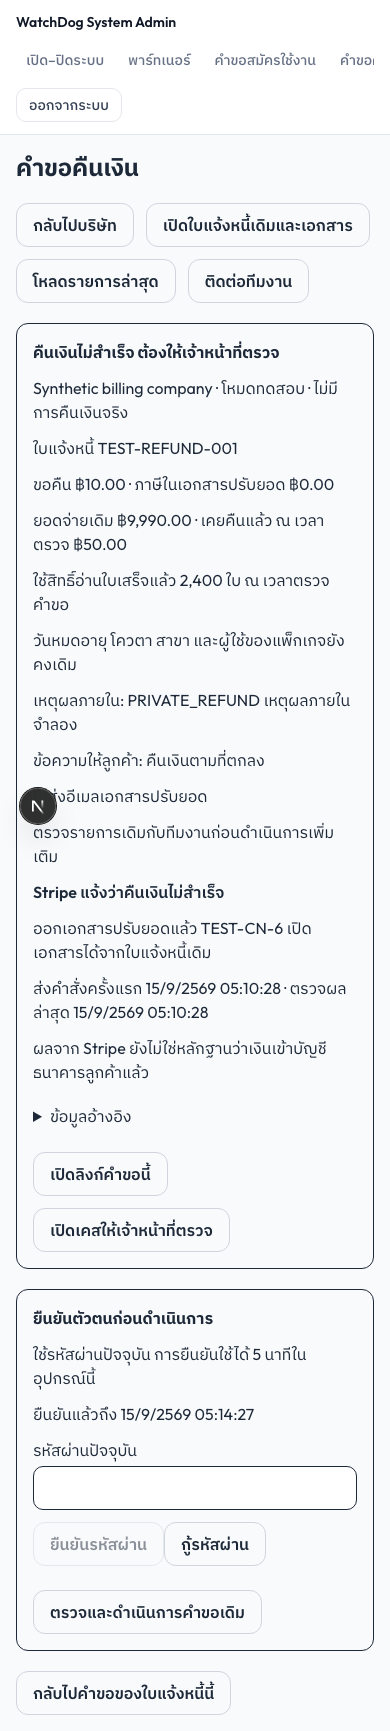 WatchDog System Admin
เปิด–ปิดระบบ พาร์ทเนอร์ คำขอสมัครใช้งาน
ออกจากระบบ
คำขอคืนเงิน
กลับไปบริษัท เปิดใบแจ้งหนี้เดิมและเอกสาร
โหลดรายการล่าสุด ติดต่อทีมงาน
คืนเงินไม่สำเร็จ ต้องให้เจ้าหน้าที่ตรวจ
Synthetic billing company · โหมดทดสอบ · ไม่มี
การคืนเงินจริง
ใบแจ้งหนี้ TEST-REFUND-001
ขอคืน ฿10.00 · ภาษีในเอกสารปรับยอด ฿0.00
ยอดจ่ายเดิม ฿9,990.00 · เคยคืนแล้ว ณ เวลา
ตรวจ ฿50.00
ใช้สิทธิ์อ่านใบเสร็จแล้ว 2,400 ใบ ณ เวลาตรวจ
คำขอ
วันหมดอายุ โควตา สาขา และผู้ใช้ของแพ็กเกจยัง
คงเดิม
เหตุผลภายใน: PRIVATE_REFUND เหตุผลภายใน
จำลอง
ข้อความให้ลูกค้า: คืนเงินตามที่ตกลง
อีเมลเอกสารปรับยอด
ตรวจรายการเดิมกับทีมงานก่อนดำเนินการเพิ่ม
เติม
Stripe แจ้งว่าคืนเงินไม่สำเร็จ
ออกเอกสารปรับยอดแล้ว TEST-CN-6 เปิด
เอกสารได้จากใบแจ้งหนี้เดิม
ส่งคำสั่งครั้งแรก 15/9/2569 05:10:28 · ตรวจผล
ล่าสุด 15/9/2569 05:10:28
ผลจาก Stripe ยังไม่ใช่หลักฐานว่าเงินเข้าบัญชี
ธนาคารลูกค้าแล้ว
ข้อมูลอ้างอิง
เปิดลิงก์คำขอนี้
เปิดเคสให้เจ้าหน้าที่ตรวจ
ยืนยันตัวตนก่อนดำเนินการ
ใช้รหัสผ่านปัจจุบัน การยืนยันใช้ได้ 5 นาทีใน
อุปกรณ์นี้
ยืนยันแล้วถึง 15/9/2569 05:14:27
รหัสผ่านปัจจุบัน
ยืนยันรหัสผ่าน กู้รหัสผ่าน
ตรวจและดำเนินการคำขอเดิม
กลับไปคำขอของใบแจ้งหนี้นี้